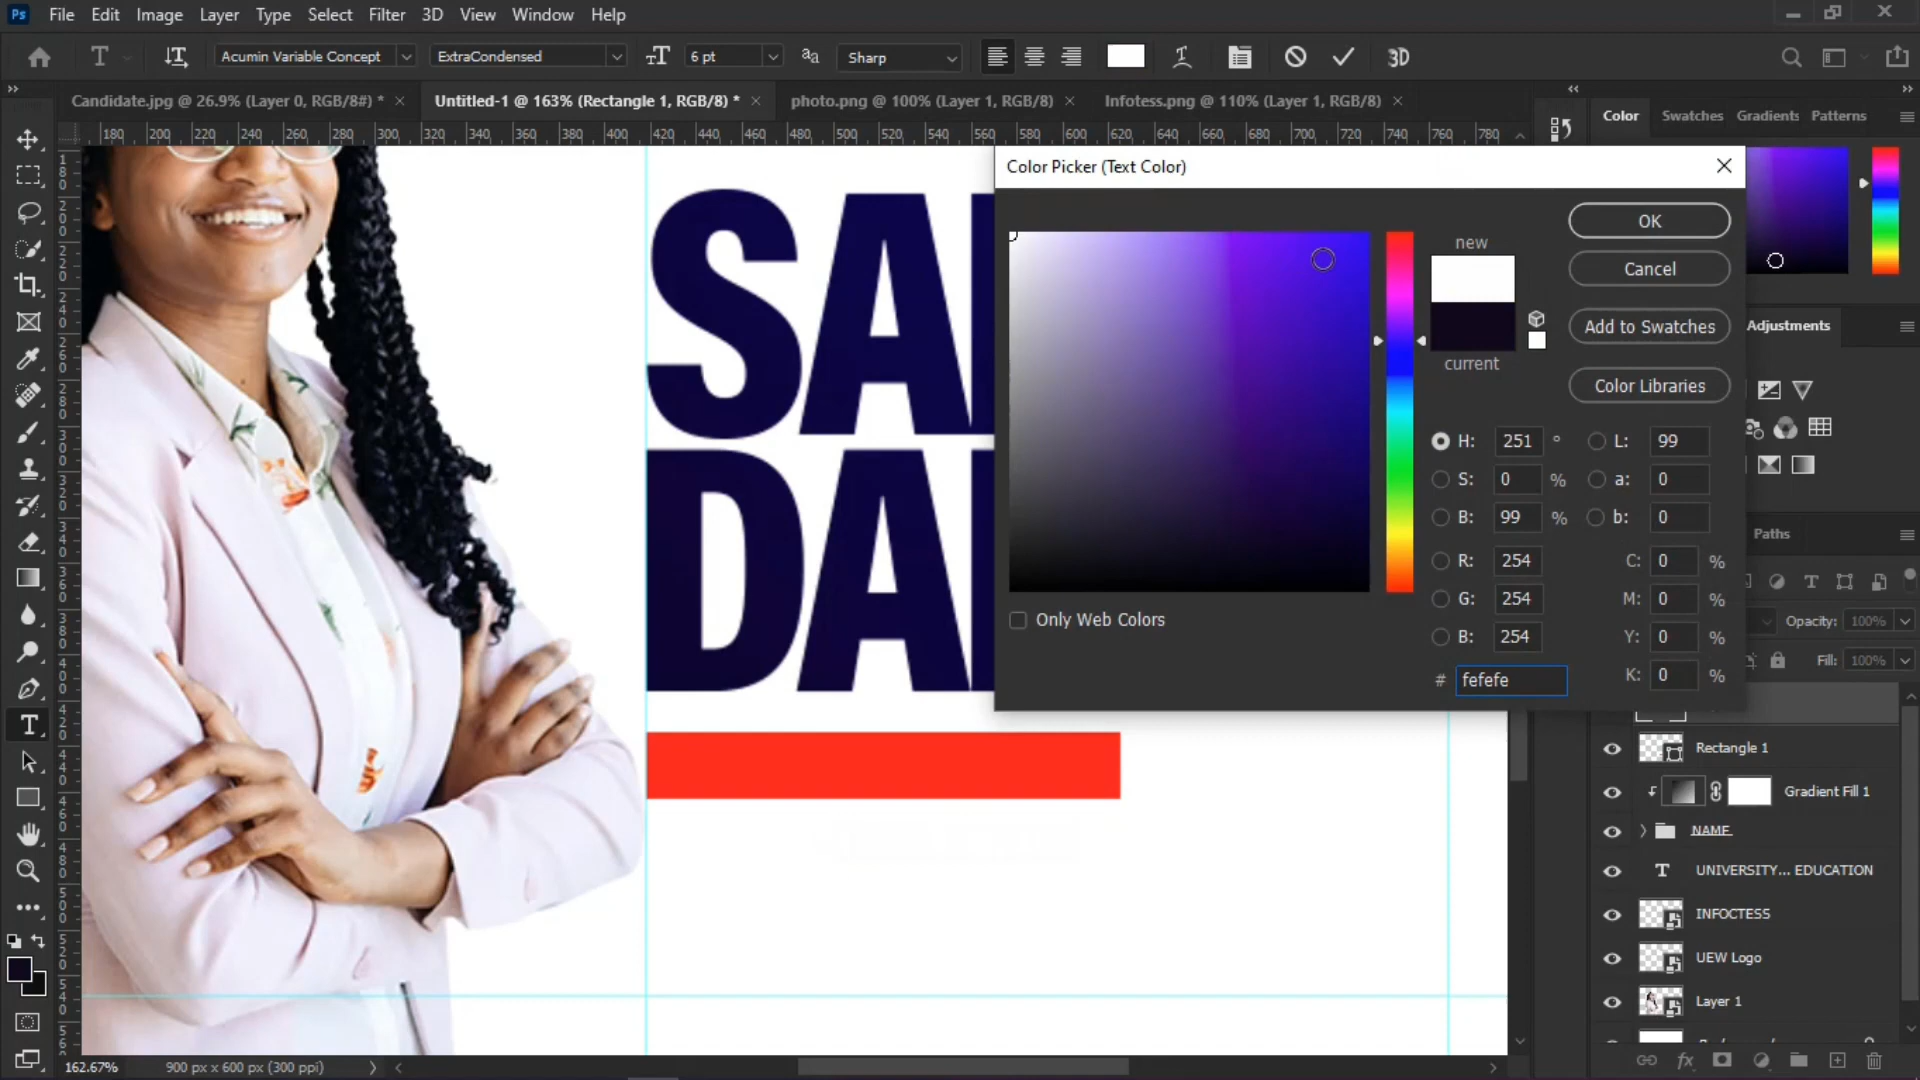 Ps File Edit Image Layer Type Select Filter 3D View Window Help
T Acumin Variable Concept ExtraCondensed 6 pt aa Sharp 3D
Candidate.jpg @ 26.9% (Layer 0, RGB/8#) * Untitled-1 @ 163% (Rectangle 1, RGB/8) * photo.png @ 100% (Layer 1, RGB/8) Infotess.png @ 110% (Layer 1, RGB/8)
Color Swatches Gradients Patterns
180 200 220 240 260 280 300 320 340 360 380 400 420 440 460 480 500 520 540 560 580 600 620 640 660 680 700 720 740 760 780
Color Picker (Text Color)
OK
new
Cancel
Add to Swatches
Adjustments
current
Color Libraries
H: 251 ° L: 99
S: 0 % a: 0
B: 99 % b: 0
R: 254 C: 0 %
G: 254 M: 0 %
B: 254 Y: 0 %
# fefefe K: 0 %
Only Web Colors
Paths
Opacity: 100%
Fill: 100%
SA
DA
Rectangle 1
Gradient Fill 1
NAME
T UNIVERSITY... EDUCATION
INFOCTESS
UEW Logo
Layer 1
162.67% 900 px x 600 px (300 ppi)
fx